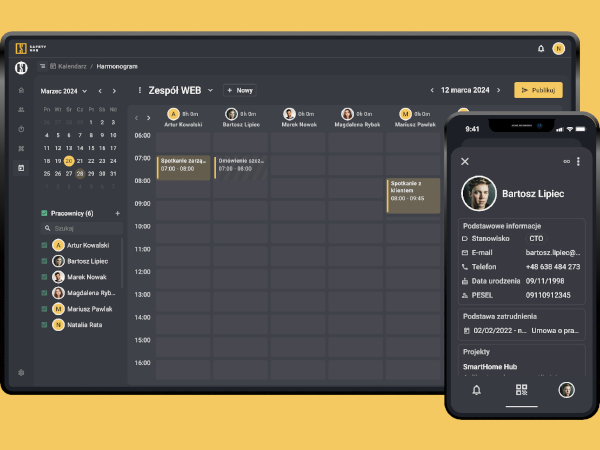 SAFETY
HUB
Kalendarz / Harmonogram
Marzec 2024
Zespół WEB
+ Nowy
12 marca 2024
Publikuj
Pn Wt Śr Cz Pt Sb Nd
1 2 3
4 5 6 7 8 9 10
11 12 13 14 15 16 17
18 19 20 21 22 23 24
25 26 27 28 29 30 31
A 8h 0m
Artur Kowalski
6h 0m
Bartosz Lipiec
0h 0m
Marek Nowak
0h 0m
Magdalena Rybak
M 0h 0m
Mariusz Pawlak
06:00
07:00
08:00
09:00
10:00
11:00
12:00
13:00
14:00
15:00
16:00
Spotkanie zarzą...
07:00 - 08:00
Omówienie szcz...
07:00 - 08:00
Spotkanie z
klientem
08:00 - 09:45
Pracownicy (6)
Szukaj
A Artur Kowalski
Bartosz Lipiec
Marek Nowak
Magdalena Ryb...
M Mariusz Pawlak
N Natalia Rata
N
9:41
Bartosz Lipiec
Podstawowe informacje
Stanowisko CTO
E-mail bartosz.lipiec@...
Telefon +48 638 484 273
Data urodzenia 09/11/1998
PESEL 09110912345
Podstawa zatrudnienia
02/02/2022 - n... Umowa o pra...
Projekty
SmartHome Hub